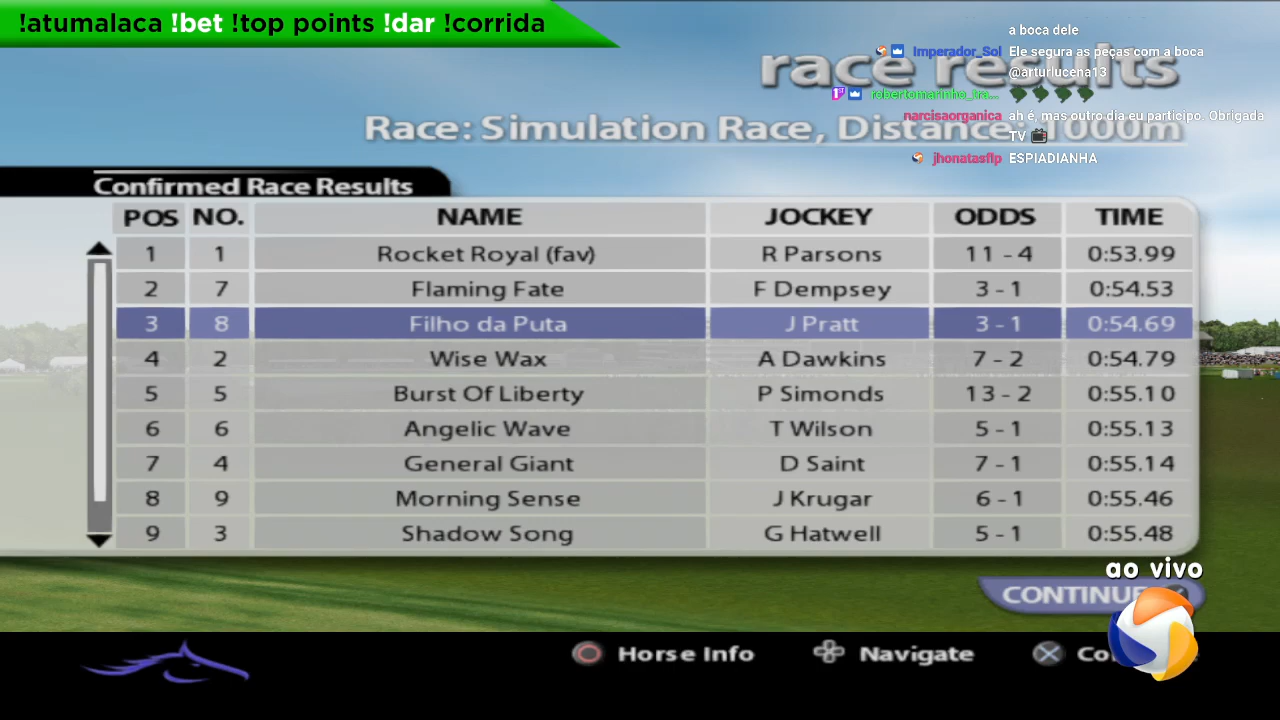 !atumalaca !bet !top points !dar !corrida
a boca dele
Imperador_Sol Ele segura as peças com a boca
@arturlucena13
robertomarinho_tra...
narcisaorganica ah é, mas outro dia eu participo. Obrigada
TV
jhonatasflp ESPIADIANHA
race results
Race: Simulation Race, Distance: 1000m
Confirmed Race Results
POS NO. NAME JOCKEY ODDS TIME
1 1 Rocket Royal (fav) R Parsons 11 - 4 0:53.99
2 7 Flaming Fate F Dempsey 3 - 1 0:54.53
3 8 Filho da Puta J Pratt 3 - 1 0:54.69
4 2 Wise Wax A Dawkins 7 - 2 0:54.79
5 5 Burst Of Liberty P Simonds 13 - 2 0:55.10
6 6 Angelic Wave T Wilson 5 - 1 0:55.13
7 4 General Giant D Saint 7 - 1 0:55.14
8 9 Morning Sense J Krugar 6 - 1 0:55.46
9 3 Shadow Song G Hatwell 5 - 1 0:55.48
ao vivo
CONTINUE
Horse Info Navigate